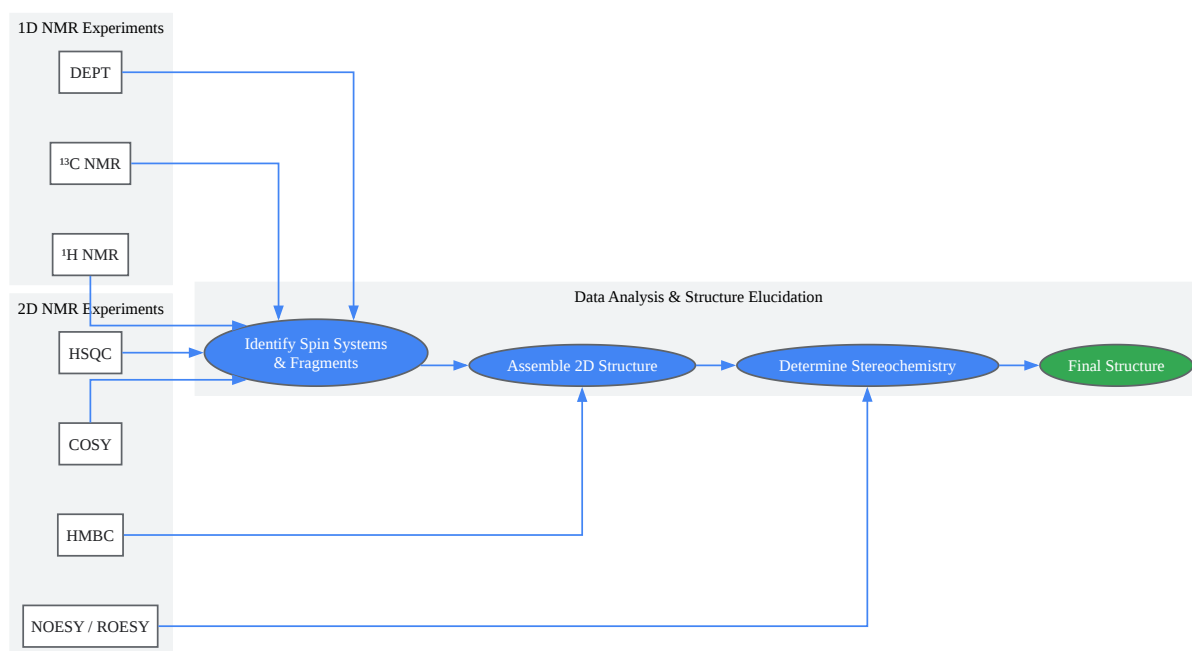 1D NMR Experiments
DEPT
¹³C NMR
¹H NMR
2D NMR Experiments
HSQC
COSY
HMBC
NOESY / ROESY
Data Analysis & Structure Elucidation
Identify Spin Systems
& Fragments
Assemble 2D Structure
Determine Stereochemistry
Final Structure